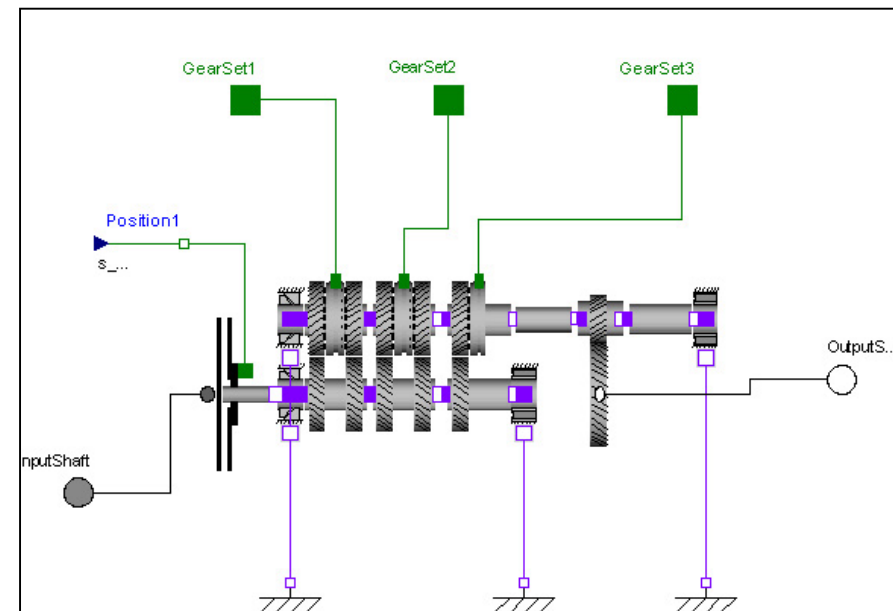 GearSet1
GearSet2
GearSet3
Position1
s_...
OutputS...
nputShaft